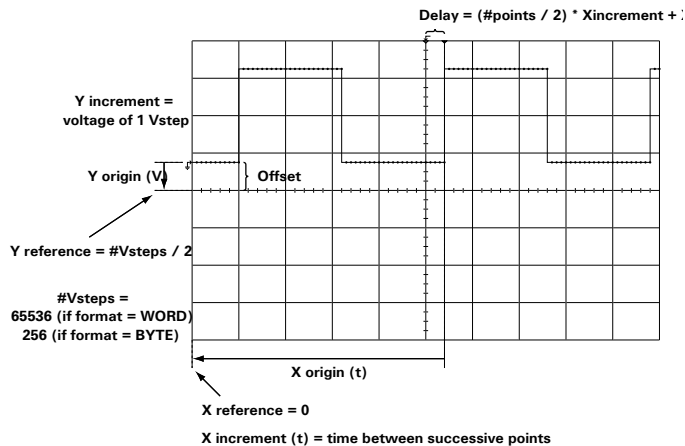 Delay = (#points / 2) * Xincrement +
Y increment =
voltage of 1 Vstep
Y origin (V)
Offset
Y reference = #Vsteps / 2
#Vsteps =
65536 (if format = WORD)
256 (if format = BYTE)
X origin (t)
X reference = 0
X increment (t) = time between successive points